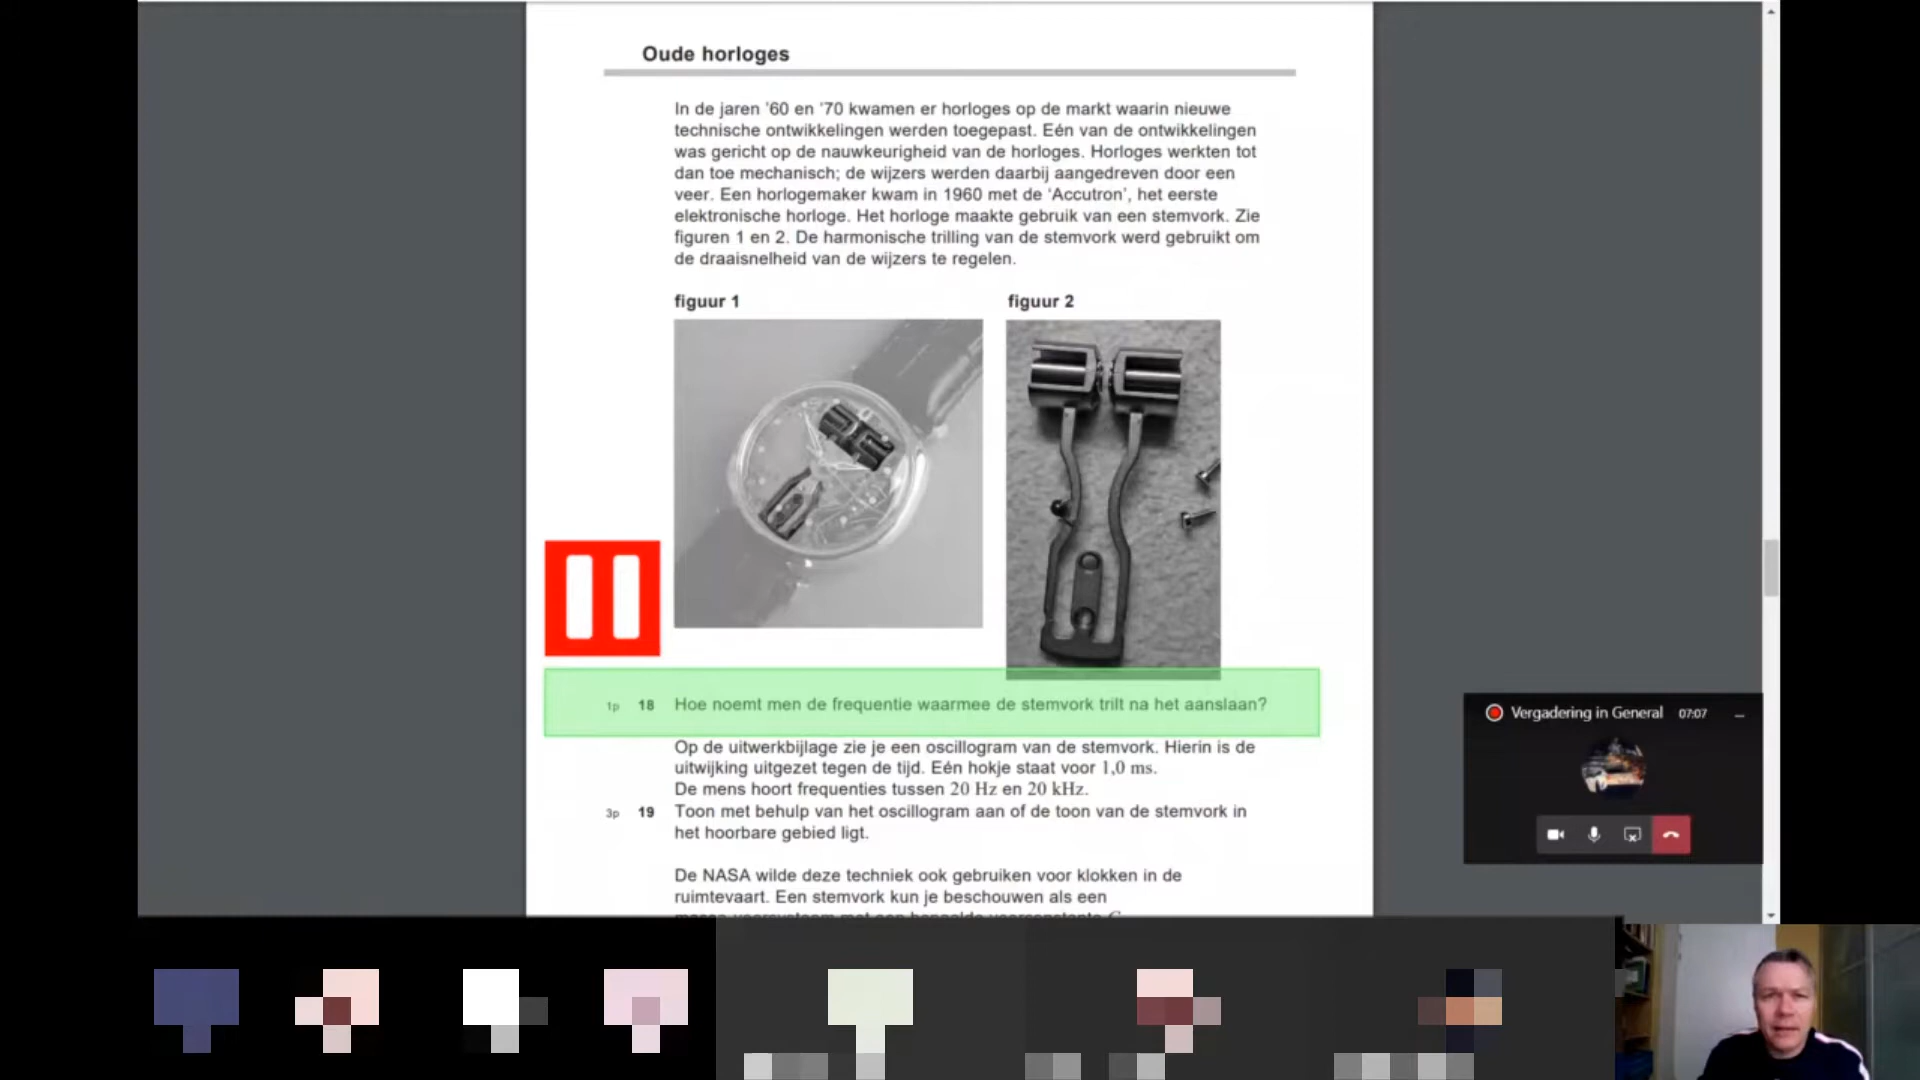 Oude horloges
In de jaren '60 en '70 kwamen er horloges op de markt waarin nieuwe
technische ontwikkelingen werden toegepast. Eén van de ontwikkelingen
was gericht op de nauwkeurigheid van de horloges. Horloges werkten tot
dan toe mechanisch; de wijzers werden daarbij aangedreven door een
veer. Een horlogemaker kwam in 1960 met de 'Accutron', het eerste
elektronische horloge. Het horloge maakte gebruik van een stemvork. Zie
figuren 1 en 2. De harmonische trilling van de stemvork werd gebruikt om
de draaisnelheid van de wijzers te regelen.
figuur 1
figuur 2
1p 18 Hoe noemt men de frequentie waarmee de stemvork trilt na het aanslaan?
Op de uitwerkbijlage zie je een oscillogram van de stemvork. Hierin is de
uitwijking uitgezet tegen de tijd. Eén hokje staat voor 1,0 ms.
De mens hoort frequenties tussen 20 Hz en 20 kHz.
3p 19 Toon met behulp van het oscillogram aan of de toon van de stemvork in
het hoorbare gebied ligt.
De NASA wilde deze techniek ook gebruiken voor klokken in de
ruimtevaart. Een stemvork kun je beschouwen als een
Vergadering in General 07:07